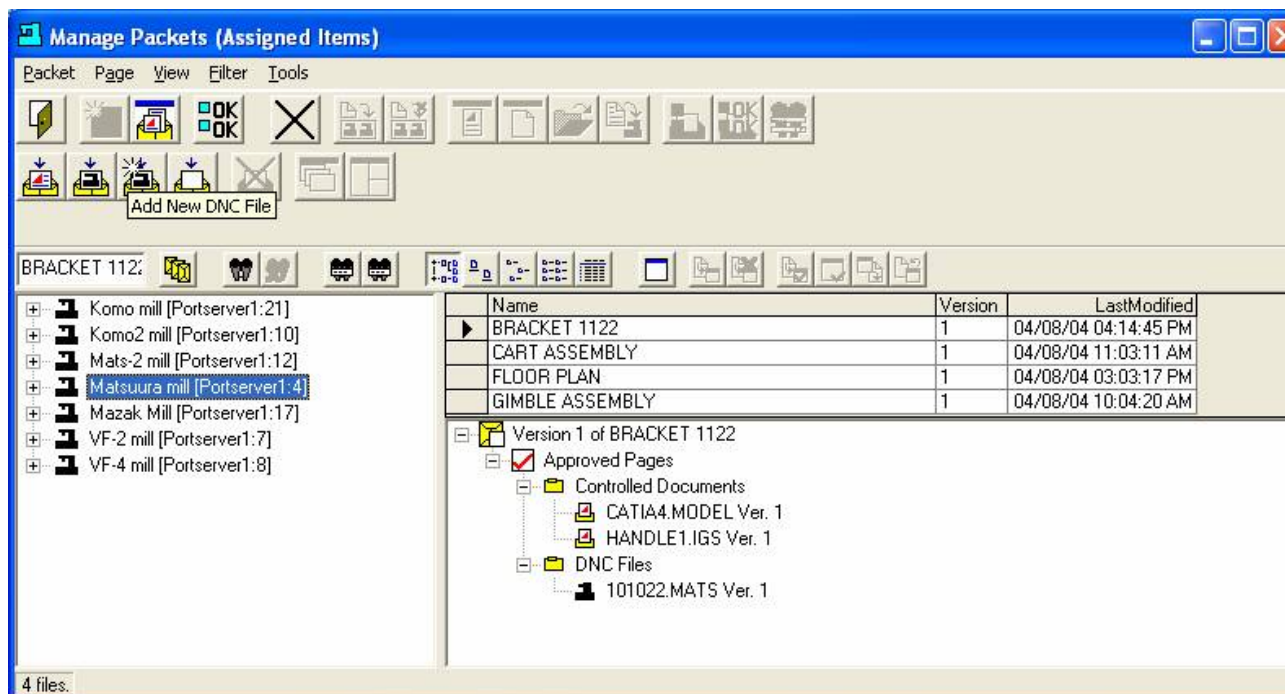 Manage Packets (Assigned Items)
Packet Page View Filter Tools
OK
OK
OK
OK
Add New DNC File
BRACKET 112
Komo mill [Portserver1:21]
Komo2 mill [Portserver1:10]
Mats-2 mill [Portserver1:12]
Matsuura mill [Portserver1:4]
Mazak Mill [Portserver1:17]
VF-2 mill [Portserver1:7]
VF-4 mill [Portserver1:8]
Name Version LastModified
BRACKET 1122 1 04/08/04 04:14:45 PM
CART ASSEMBLY 1 04/08/04 11:03:11 AM
FLOOR PLAN 1 04/08/04 03:03:17 PM
GIMBLE ASSEMBLY 1 04/08/04 10:04:20 AM
Version 1 of BRACKET 1122
Approved Pages
Controlled Documents
CATIA4.MODEL Ver. 1
HANDLE1.IGS Ver. 1
DNC Files
101022.MATS Ver. 1
4 files.